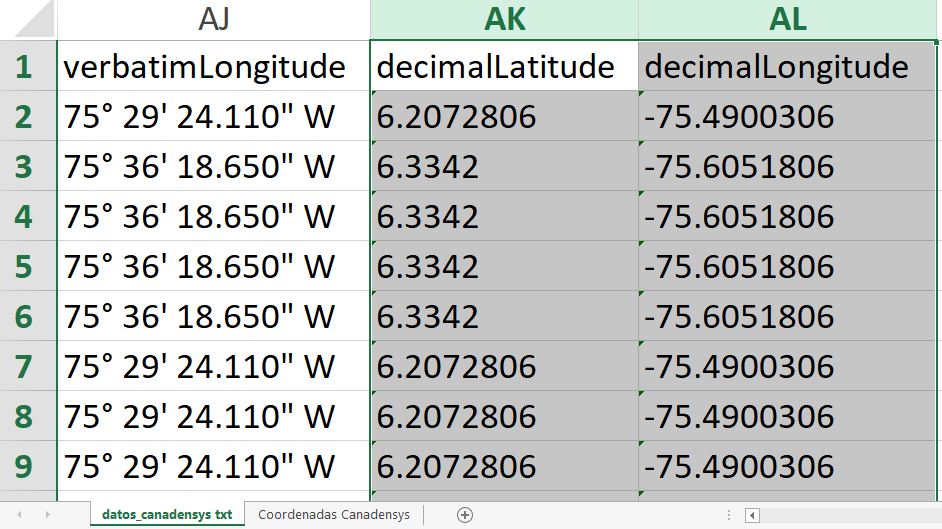 AJ AK AL
1 verbatimLongitude decimalLatitude decimalLongitude
2 75° 29' 24.110" W 6.2072806 -75.4900306
3 75° 36' 18.650" W 6.3342 -75.6051806
4 75° 36' 18.650" W 6.3342 -75.6051806
5 75° 36' 18.650" W 6.3342 -75.6051806
6 75° 36' 18.650" W 6.3342 -75.6051806
7 75° 29' 24.110" W 6.2072806 -75.4900306
8 75° 29' 24.110" W 6.2072806 -75.4900306
9 75° 29' 24.110" W 6.2072806 -75.4900306
datos_canadensys txt Coordenadas Canadensys